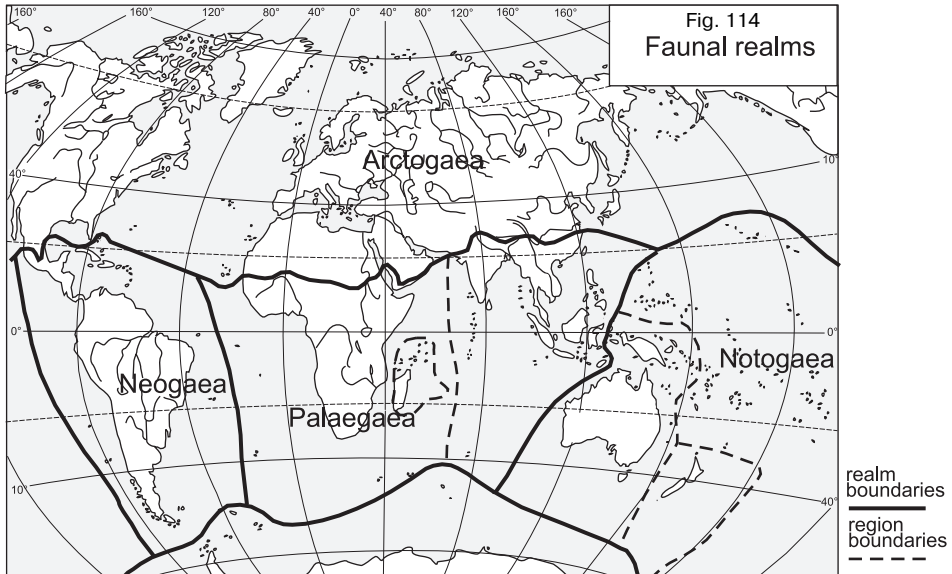 160° 160° 120° 80° 40° 0° 40° 80° 120° 160° 160°
Fig. 114
Faunal realms
Arctogaea
40°
10°
0°
0°
Notogaea
Neogaea
Palaegaea
10°
40°
realm
boundaries
region
boundaries